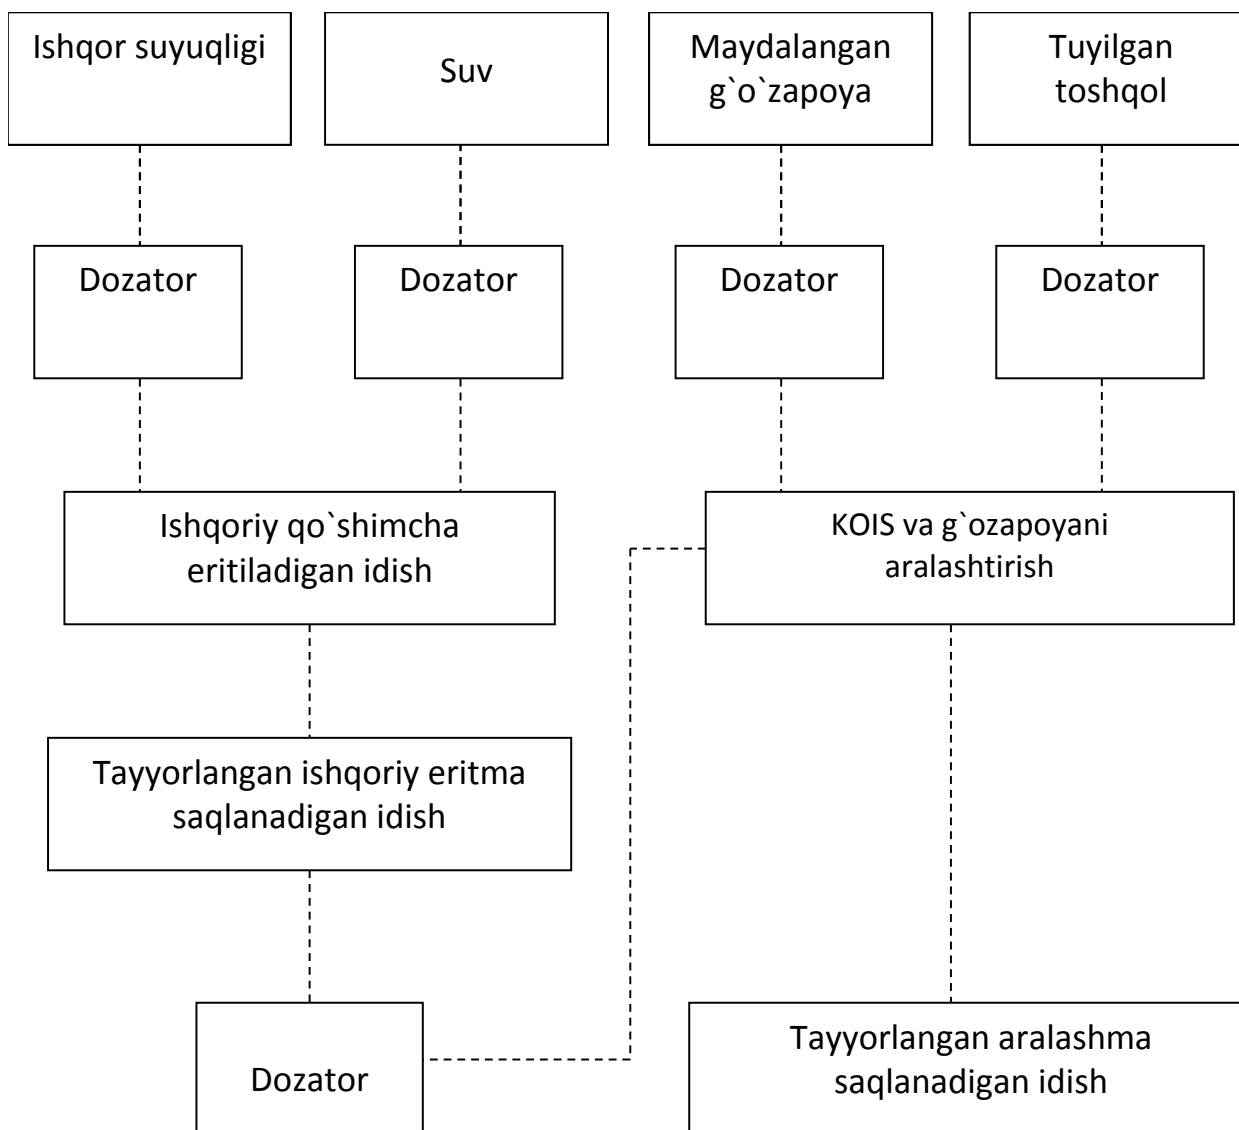 Ishqor suyuqligi
Suv
Maydalangan
g`o`zapoya
Tuyilgan
toshqol
Dozator
Dozator
Dozator
Dozator
Ishqoriy qo`shimcha
eritiladigan idish
KOIS va g`ozapoyani
aralashtirish
Tayyorlangan ishqoriy eritma
saqlanadigan idish
Dozator
Tayyorlangan aralashma
saqlanadigan idish